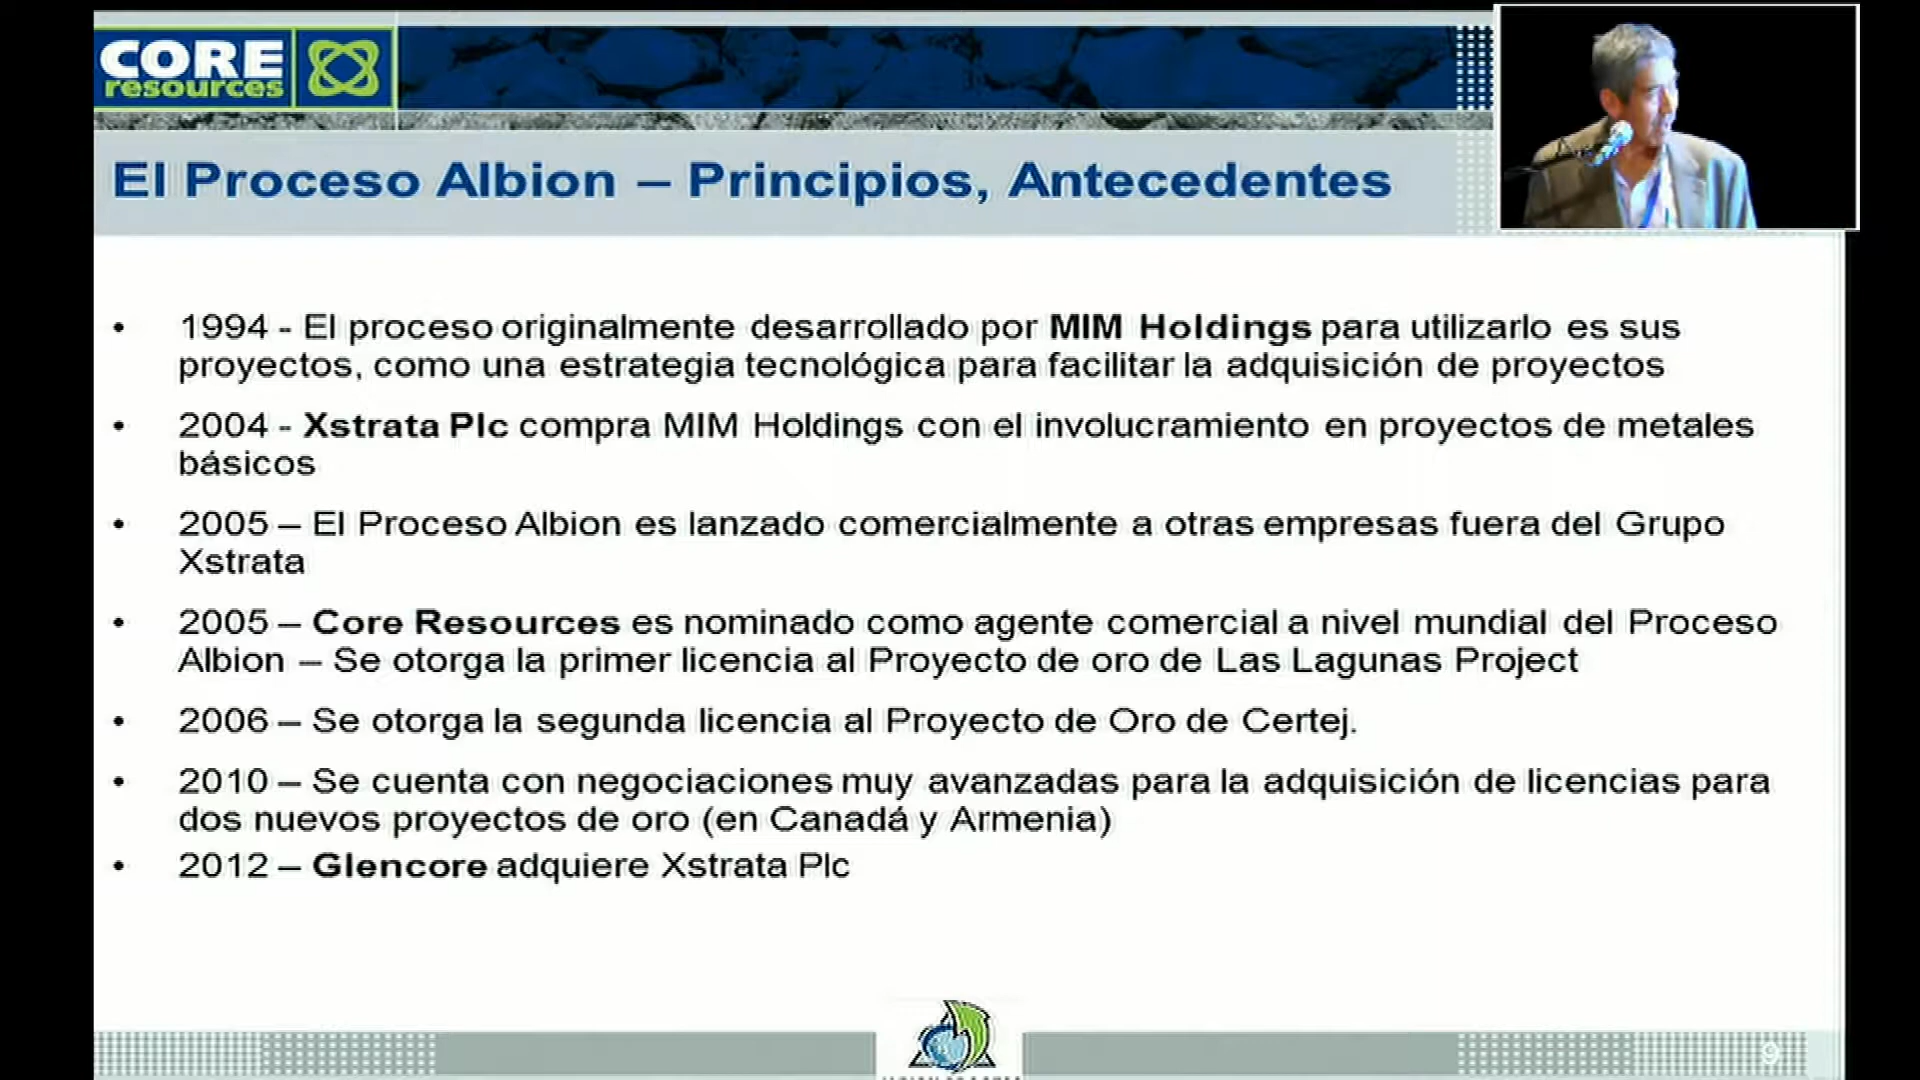 CORE
resources
El Proceso Albion – Principios, Antecedentes
• 1994 - El proceso originalmente desarrollado por MIM Holdings para utilizarlo es sus
proyectos, como una estrategia tecnológica para facilitar la adquisición de proyectos
• 2004 - Xstrata Plc compra MIM Holdings con el involucramiento en proyectos de metales
básicos
• 2005 – El Proceso Albion es lanzado comercialmente a otras empresas fuera del Grupo
Xstrata
• 2005 – Core Resources es nominado como agente comercial a nivel mundial del Proceso
Albion – Se otorga la primer licencia al Proyecto de oro de Las Lagunas Project
• 2006 – Se otorga la segunda licencia al Proyecto de Oro de Certej.
• 2010 – Se cuenta con negociaciones muy avanzadas para la adquisición de licencias para
dos nuevos proyectos de oro (en Canadá y Armenia)
• 2012 – Glencore adquiere Xstrata Plc
9